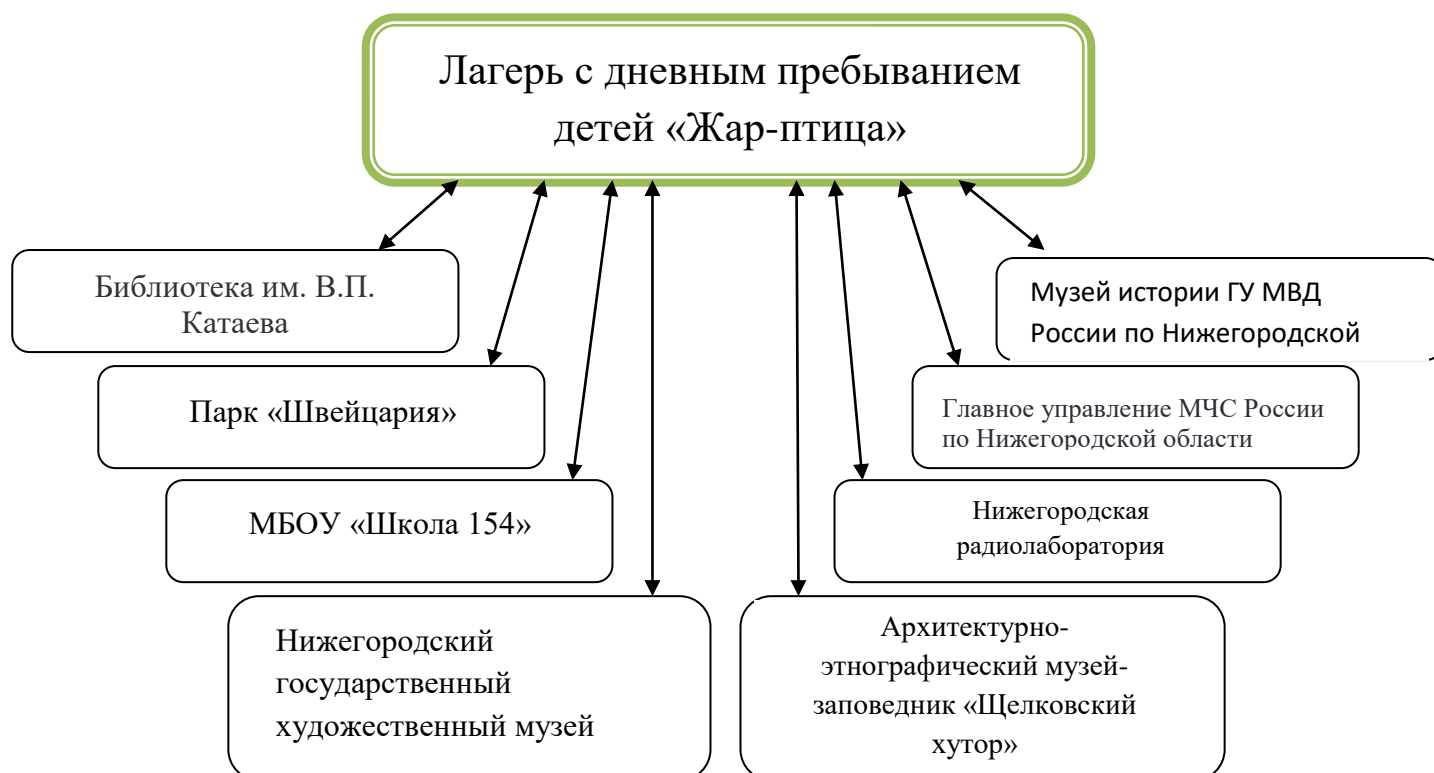 Лагерь с дневным пребыванием
детей «Жар-птица»
Библиотека им. В.П.
Катаева
Музей истории ГУ МВД
России по Нижегородской
Парк «Швейцария»
Главное управление МЧС России
по Нижегородской области
МБОУ «Школа 154»
Нижегородская
радиолаборатория
Нижегородский
государственный
художественный музей
Архитектурно-
этнографический музей-
заповедник «Щелковский
хутор»